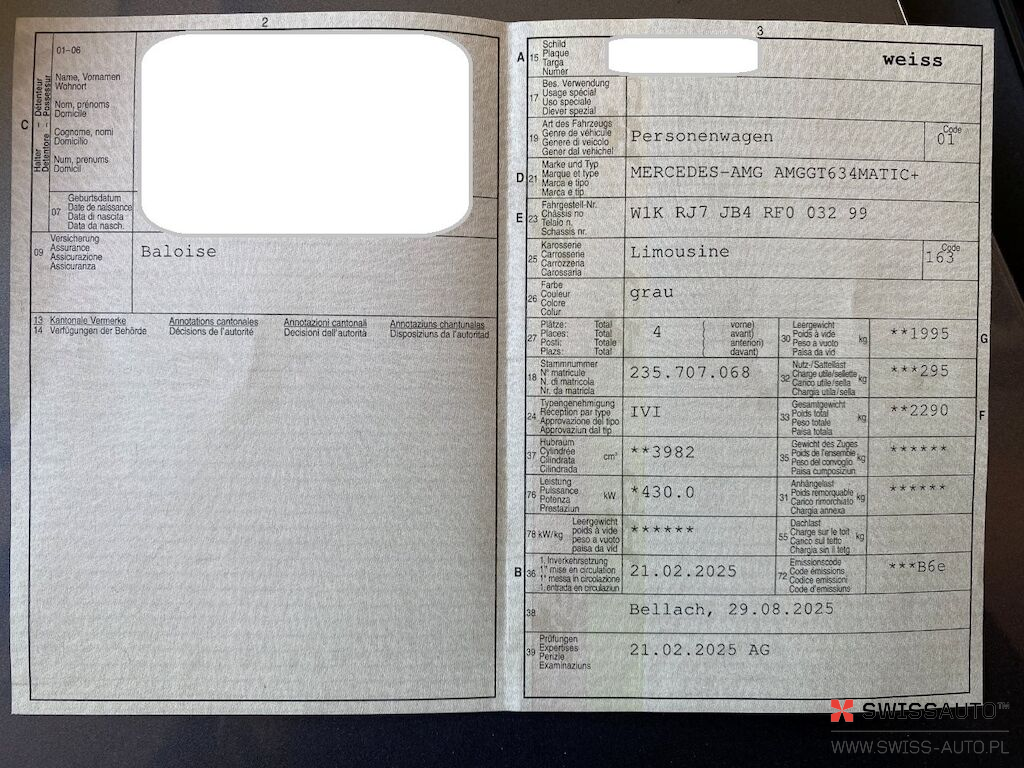 2
01-06
Name, Vornamen
Wohnort
Nom, prénoms
Domicile
Cognome, nomi
Domicilio
Num, prenums
Domicil
C
Halter – Détenteur
Detentore – Possessur
07
Geburtsdatum
Date de naissance
Data di nascita
Data da nasch.
09
Versicherung
Assurance
Assicurazione
Assicuranza
Baloise
13
14
Kantonale Vermerke
Verfügungen der Behörde
Annotations cantonales
Décisions de l'autorité
Annotazioni cantonali
Decisioni dell'autorità
Annotaziuns chantunalas
Disposiziuns da l'autoritad
3
A 15
Schild
Plaque
Targa
Numer
weiss
17
Bes. Verwendung
Usage spécial
Uso speciale
Diever spezial
19
Art des Fahrzeugs
Genre de véhicule
Genere di veicolo
Gener dal vehichel
Personenwagen
Code
01
D 21
Marke und Typ
Marque et type
Marca e tipo
Marca e tip
MERCEDES-AMG AMGGT634MATIC+
E 23
Fahrgestell-Nr.
Châssis no
Telaio n.
Schassis nr.
W1K RJ7 JB4 RF0 032 99
25
Karosserie
Carrosserie
Carrozzeria
Carossaria
Limousine
Code
163
26
Farbe
Couleur
Colore
Colur
grau
27
Plätze: Total
Places: Total
Posti: Totale
Plazs: Total
4
( vorne)
( avant)
( anteriori)
( davant)
30
Leergewicht
Poids à vide
Peso a vuoto
Paisa da vid
kg
**1995
G
18
Stammnummer
N° matricule
N. di matricola
Nr. da matricla
235.707.068
32
Nutz-/Sattellast
Charge utile/sellette
Carico utile/sella
Chargia utila/sella
kg
***295
24
Typengenehmigung
Réception par type
Approvazione del tipo
Approvaziun dal tip
IVI
33
Gesamtgewicht
Poids total
Peso totale
Paisa totala
kg
**2290
F
37
Hubraum
Cylindrée
Cilindrata
Cilindrada
cm³
**3982
35
Gewicht des Zuges
Poids de l'ensemble
Peso del convoglio
Paisa cumposiziun
kg
******
76
Leistung
Puissance
Potenza
Prestaziun
kW
*430.0
31
Anhängelast
Poids remorquable
Carico rimorchiato
Chargia annexa
kg
******
78 kW/kg
Leergewicht
poids à vide
peso a vuoto
paisa da vid
******
55
Dachlast
Charge sur le toit
Carico sul tetto
Chargia sin il tetg
kg
B 36
1. Inverkehrsetzung
1re mise en circulation
1a messa in circolazione
1. entrada en circulaziun
21.02.2025
72
Emissionscode
Code émissions
Codice emissioni
Code d'emissiuns
***B6e
38
Bellach, 29.08.2025
39
Prüfungen
Expertises
Perizie
Examinaziuns
21.02.2025 AG
SWISSAUTO™
WWW.SWISS-AUTO.PL